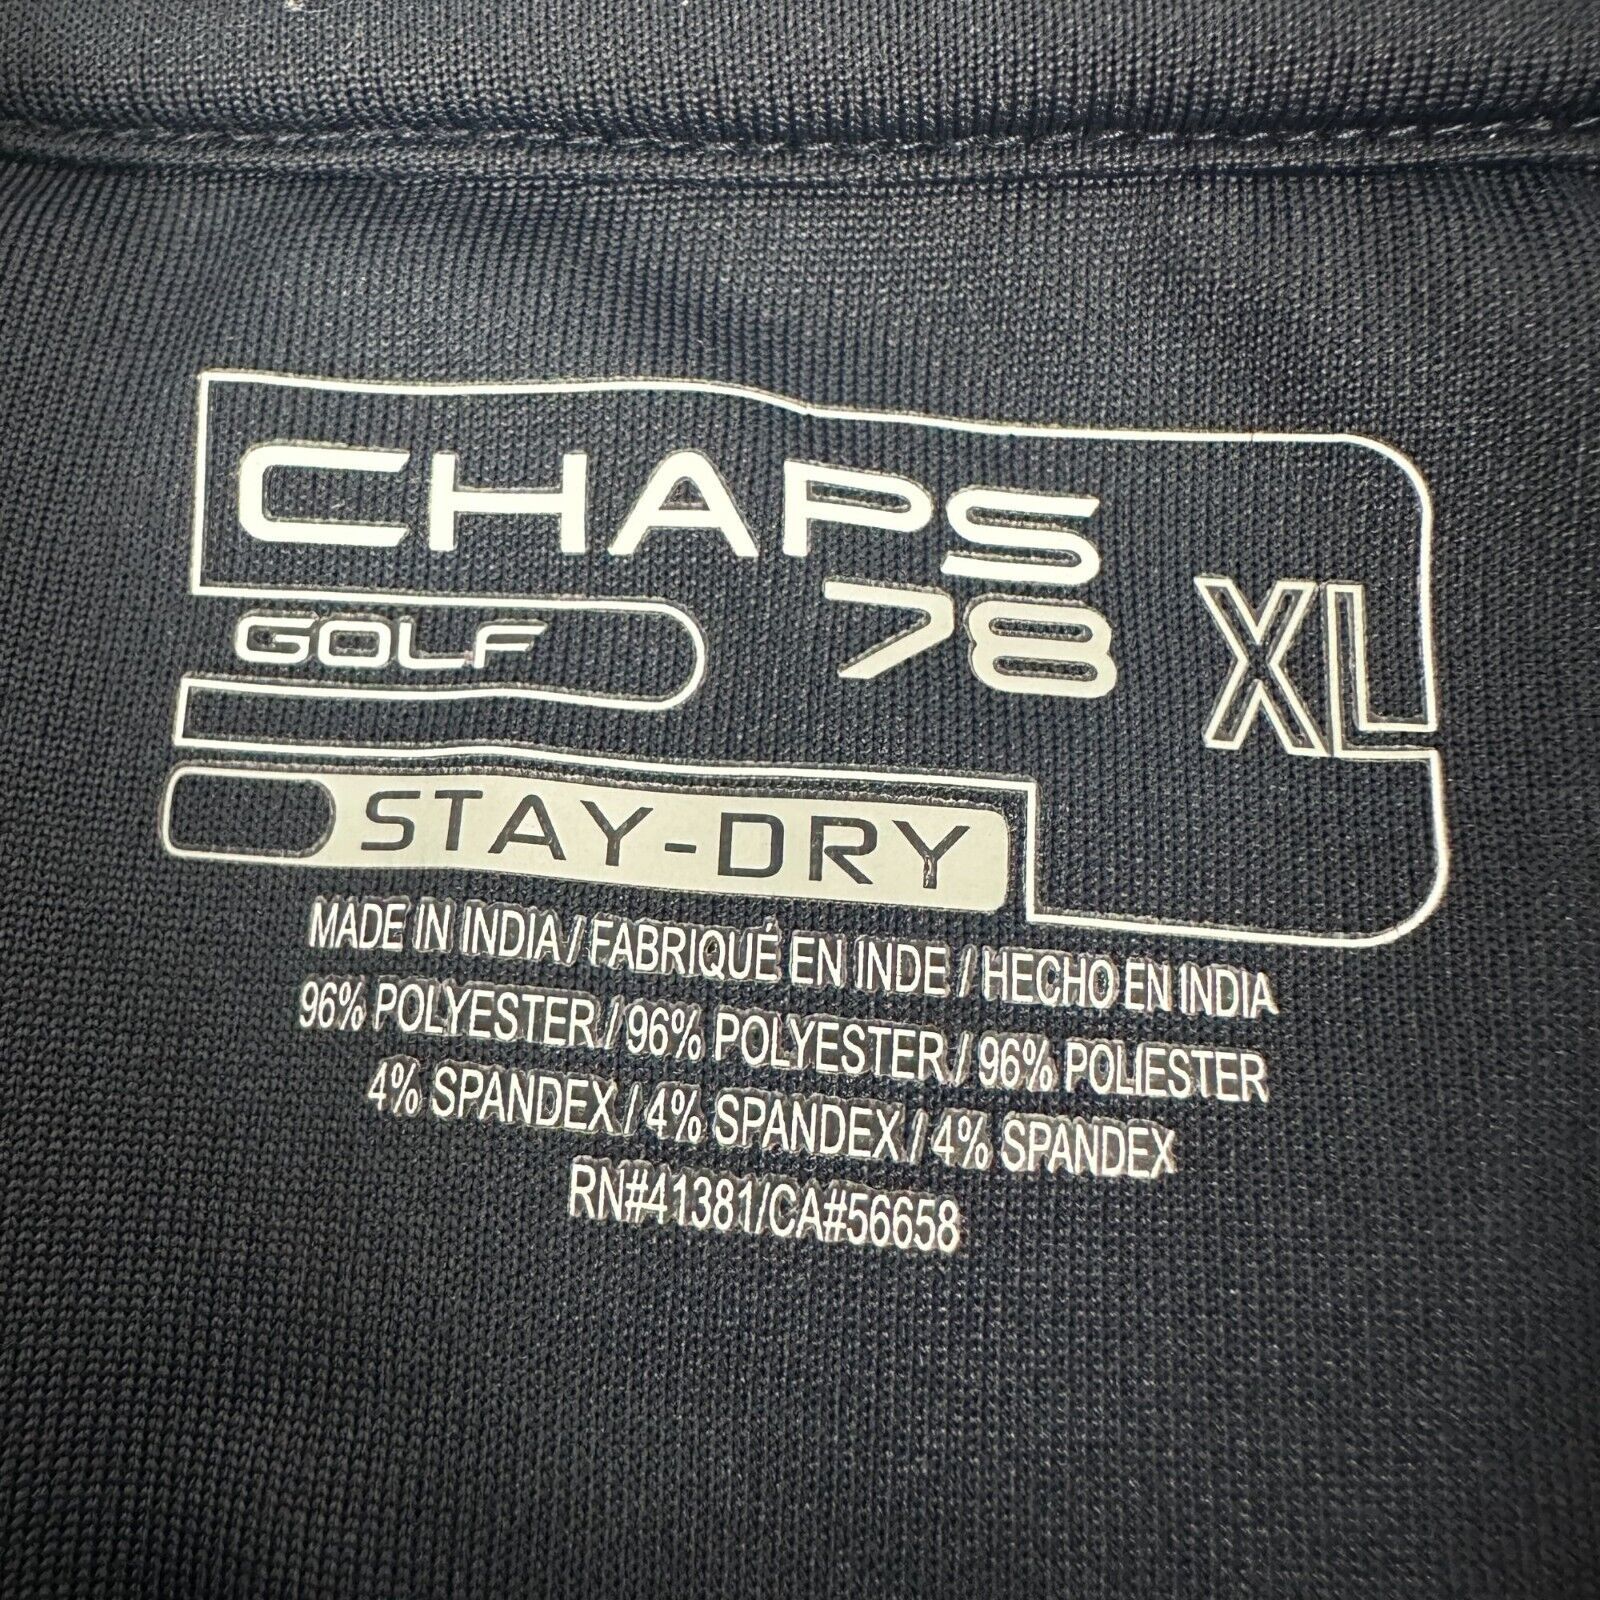 CHAPS
GOLF 78 XL
STAY-DRY
MADE IN INDIA / FABRIQUÉ EN INDE / HECHO EN INDIA
96% POLYESTER / 96% POLYESTER / 96% POLIESTER
4% SPANDEX / 4% SPANDEX / 4% SPANDEX
RN#41381/CA#56658